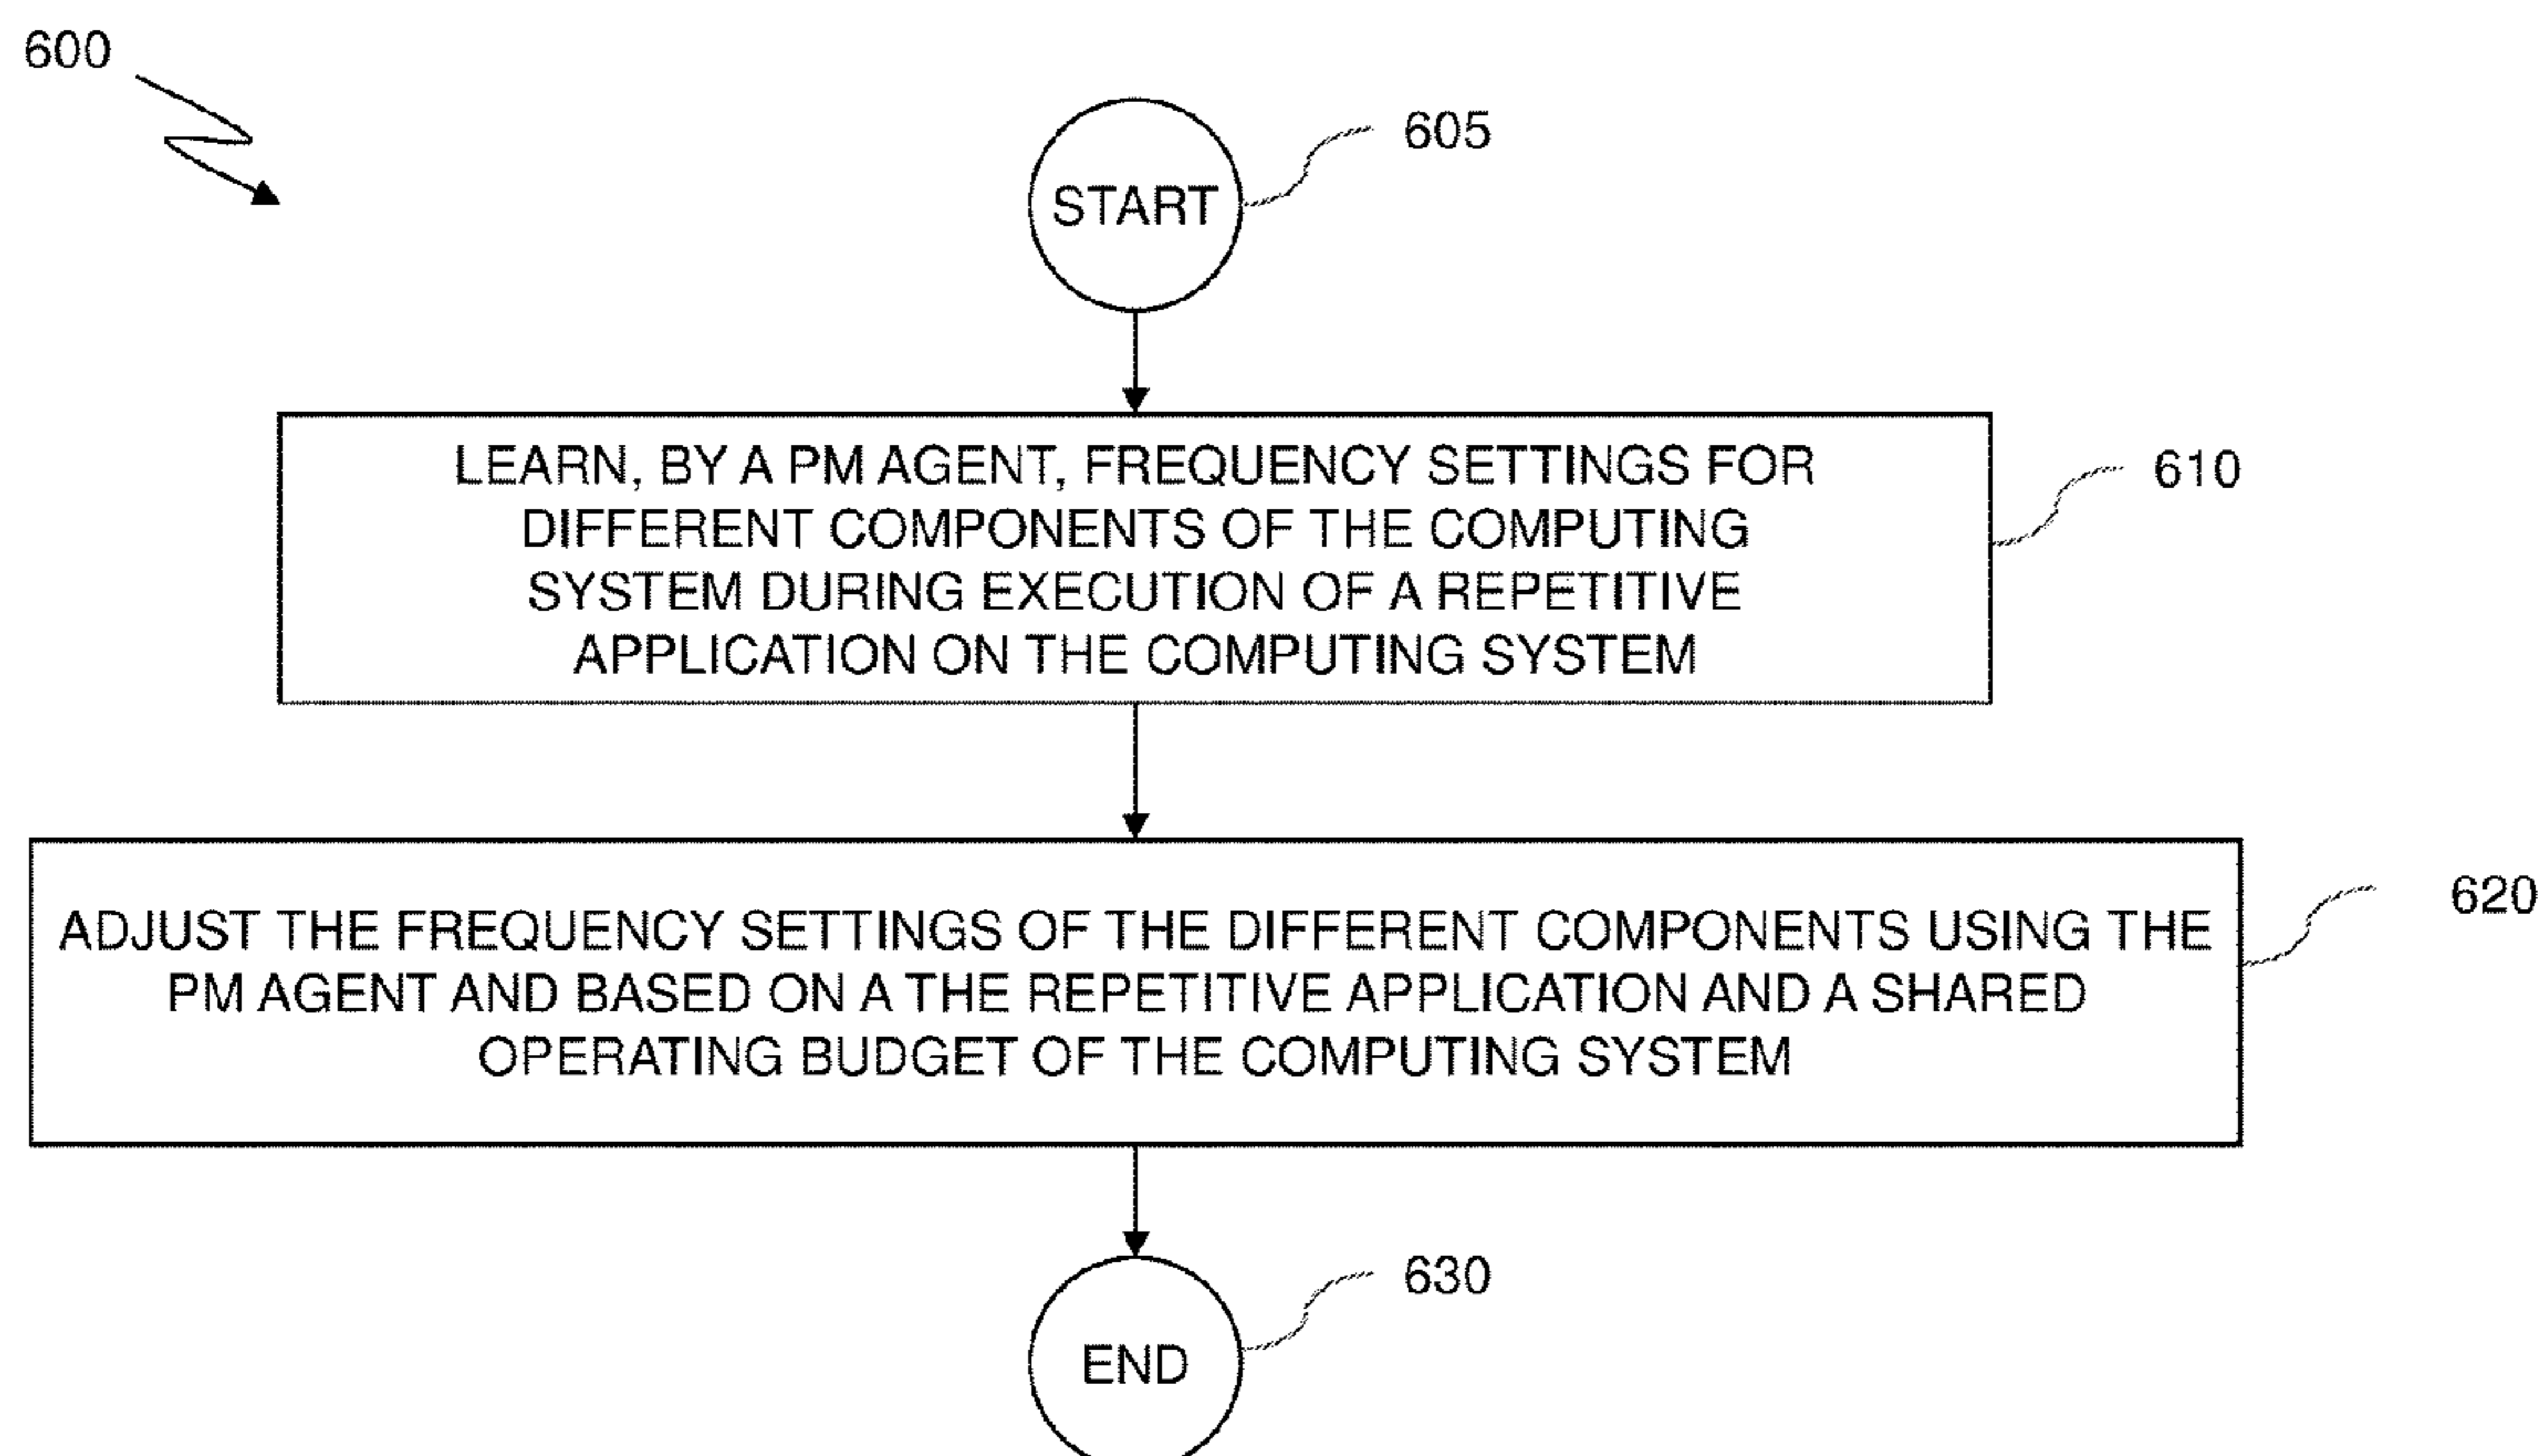 600
START
605
LEARN, BY A PM AGENT, FREQUENCY SETTINGS FOR
DIFFERENT COMPONENTS OF THE COMPUTING
SYSTEM DURING EXECUTION OF A REPETITIVE
APPLICATION ON THE COMPUTING SYSTEM
610
ADJUST THE FREQUENCY SETTINGS OF THE DIFFERENT COMPONENTS USING THE
PM AGENT AND BASED ON A THE REPETITIVE APPLICATION AND A SHARED
OPERATING BUDGET OF THE COMPUTING SYSTEM
620
END
630